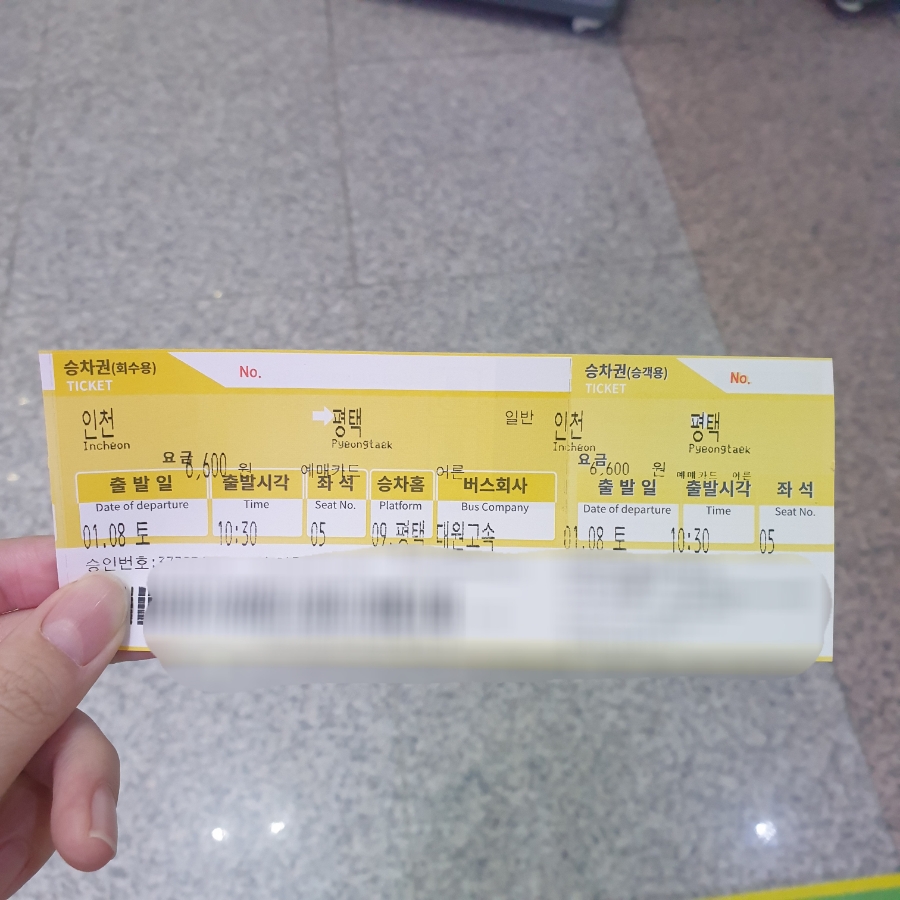 승차권(회수용)
TICKET
No.
인천
Incheon
평택
Pyeongtaek
일반
요금 6,600 원 예매카드 어른
출 발 일 출발시각 좌 석 승차홈 버스회사
Date of departure Time Seat No. Platform Bus Company
01.08 토 10:30 05 09 평택 대원고속
승인번호:
승차권(승객용)
TICKET
No.
인천
Incheon
평택
Pyeongtaek
요금 6,600 원 예매카드 어른
출 발 일 출발시각 좌 석
Date of departure Time Seat No.
01.08 토 10:30 05